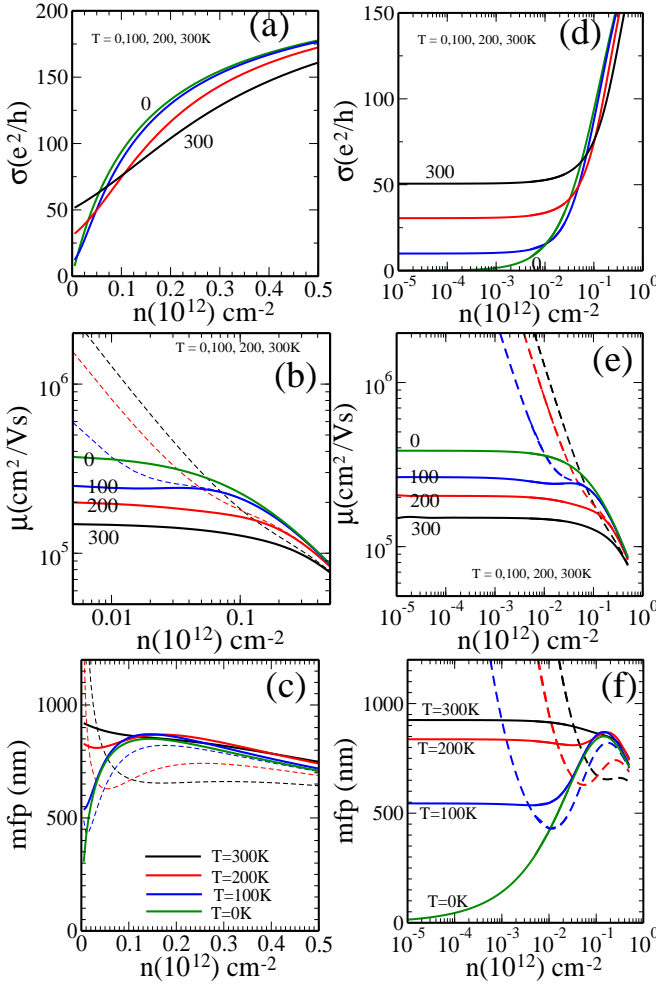 (a)
T = 0,100, 200, 300K
0
300
200
150
100
50
0
σ(e²/h)
0 0.1 0.2 0.3 0.4 0.5
n(10¹²) cm⁻²
(d)
T = 0,100, 200, 300K
300
0
150
100
50
0
σ(e²/h)
10⁻⁵ 10⁻⁴ 10⁻³ 10⁻² 10⁻¹ 10⁰
n(10¹²) cm⁻²
T = 0,100, 200, 300K
(b)
0
100
200
300
10⁶
10⁵
μ(cm²/Vs)
0.01 0.1
n(10¹²) cm⁻²
(e)
0
100
200
300
T = 0,100, 200, 300K
10⁶
10⁵
μ(cm²/Vs)
10⁻⁵ 10⁻⁴ 10⁻³ 10⁻² 10⁻¹ 10⁰
n(10¹²) cm⁻²
(c)
T=300K
T=200K
T=100K
T=0K
1000
500
0
mfp (nm)
0 0.1 0.2 0.3 0.4 0.5
n(10¹²) cm⁻²
(f)
T=300K
T=200K
T=100K
T=0K
1000
500
0
mfp (nm)
10⁻⁵ 10⁻⁴ 10⁻³ 10⁻² 10⁻¹ 10⁰
n(10¹²) cm⁻²